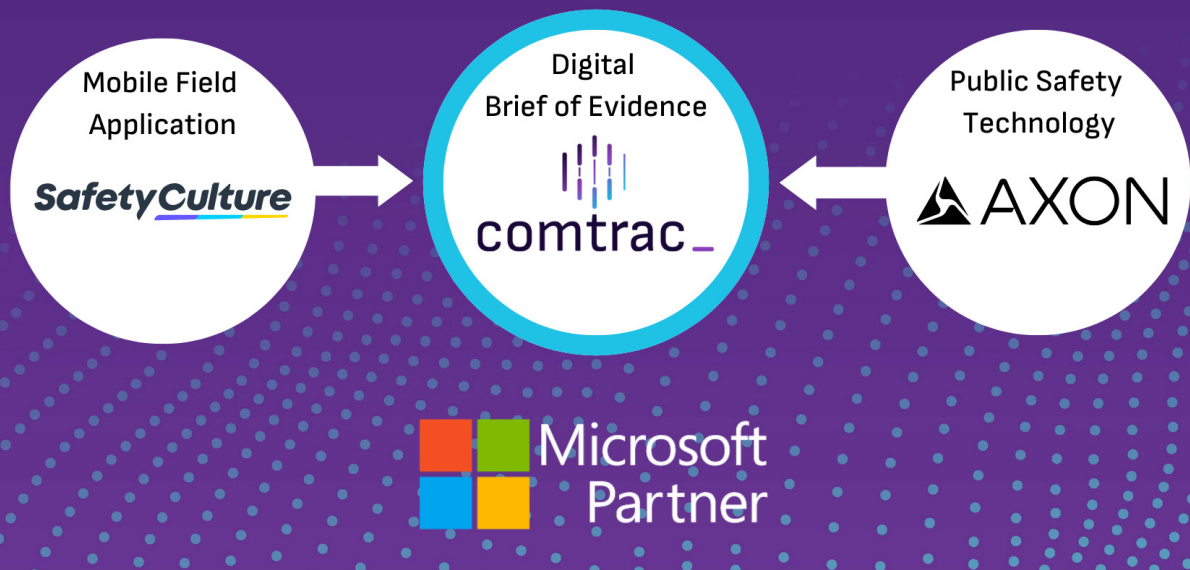 Mobile Field
Application
SafetyCulture
Digital
Brief of Evidence
comtrac_
Public Safety
Technology
AXON
Microsoft
Partner